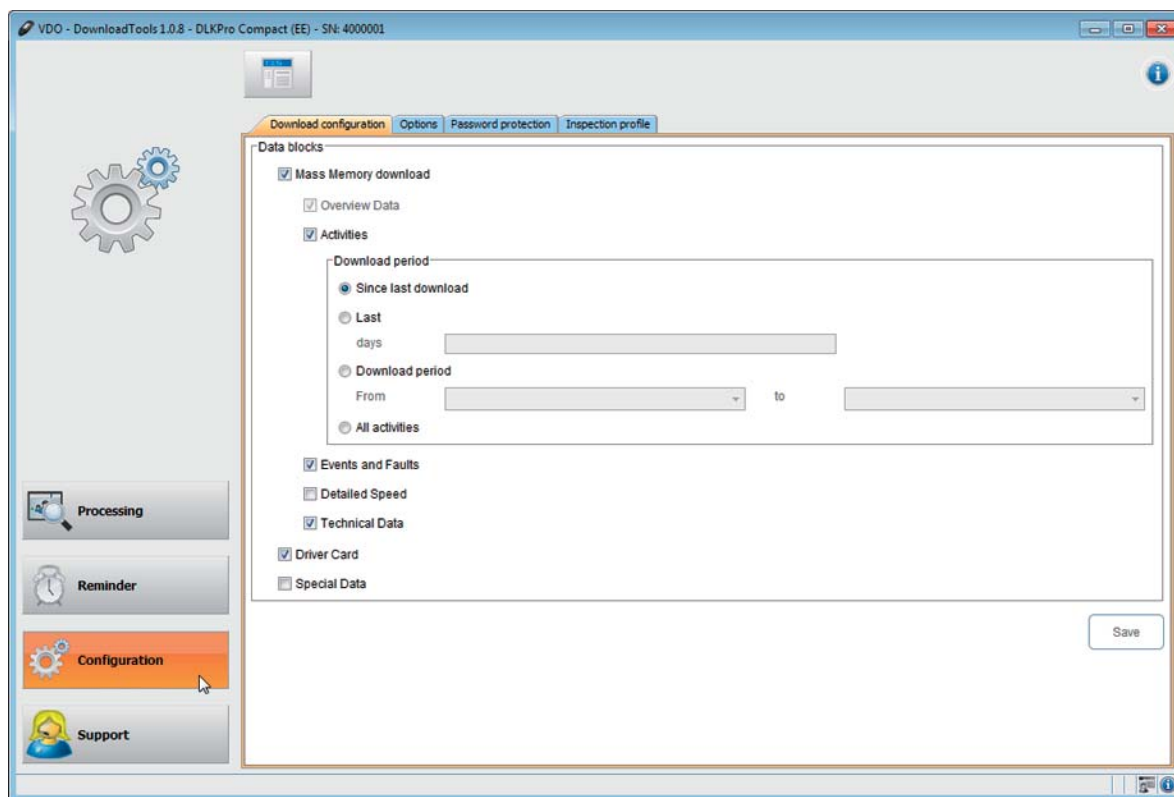 VDO - DownloadTools 1.0.8 - DLKPro Compact (EE) - SN: 4000001
Download configuration Options Password protection Inspection profile
Data blocks
Mass Memory download
Overview Data
Activities
Download period
Since last download
Last
days
Download period
From to
All activities
Events and Faults
Detailed Speed
Technical Data
Driver Card
Special Data
Save
Processing
Reminder
Configuration
Support